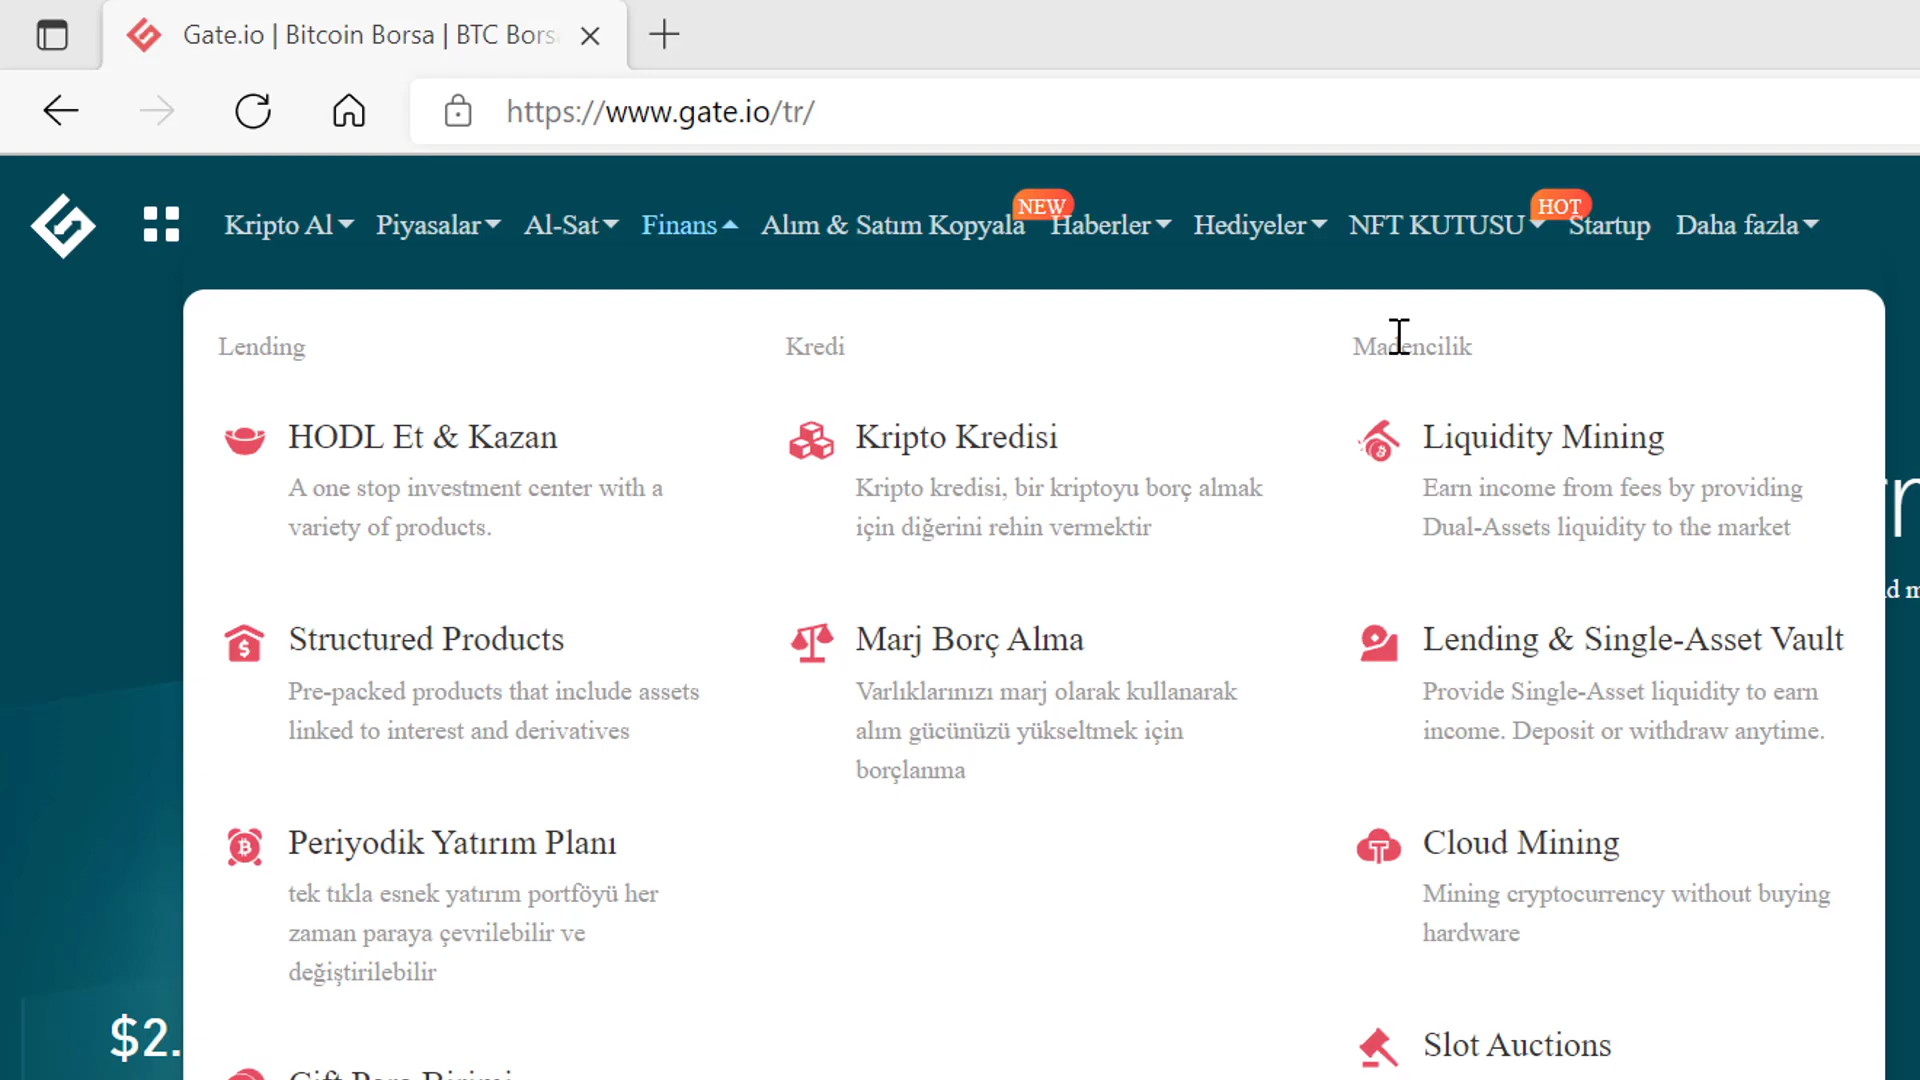 Gate.io | Bitcoin Borsa | BTC Bors
https://www.gate.io/tr/
Kripto Al Piyasalar Al-Sat Finans Alım & Satım Kopyala NEW Haberler Hediyeler NFT KUTUSU HOT Startup Daha fazla
Lending
HODL Et & Kazan
A one stop investment center with a
variety of products.
Structured Products
Pre-packed products that include assets
linked to interest and derivatives
Periyodik Yatırım Planı
tek tıkla esnek yatırım portföyü her
zaman paraya çevrilebilir ve
değiştirilebilir
Gift Para Birimi
Kredi
Kripto Kredisi
Kripto kredisi, bir kriptoyu borç almak
için diğerini rehin vermektir
Marj Borç Alma
Varlıklarınızı marj olarak kullanarak
alım gücünüzü yükseltmek için
borçlanma
Madencilik
Liquidity Mining
Earn income from fees by providing
Dual-Assets liquidity to the market
Lending & Single-Asset Vault
Provide Single-Asset liquidity to earn
income. Deposit or withdraw anytime.
Cloud Mining
Mining cryptocurrency without buying
hardware
Slot Auctions
$2.